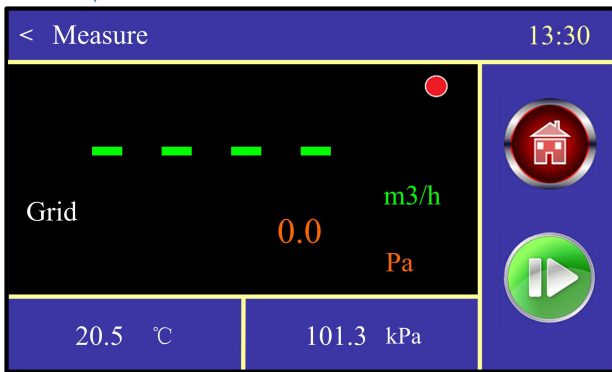 < Measure 13:30
– – – –
m3/h
Grid
0.0
Pa
20.5 ℃ 101.3 kPa